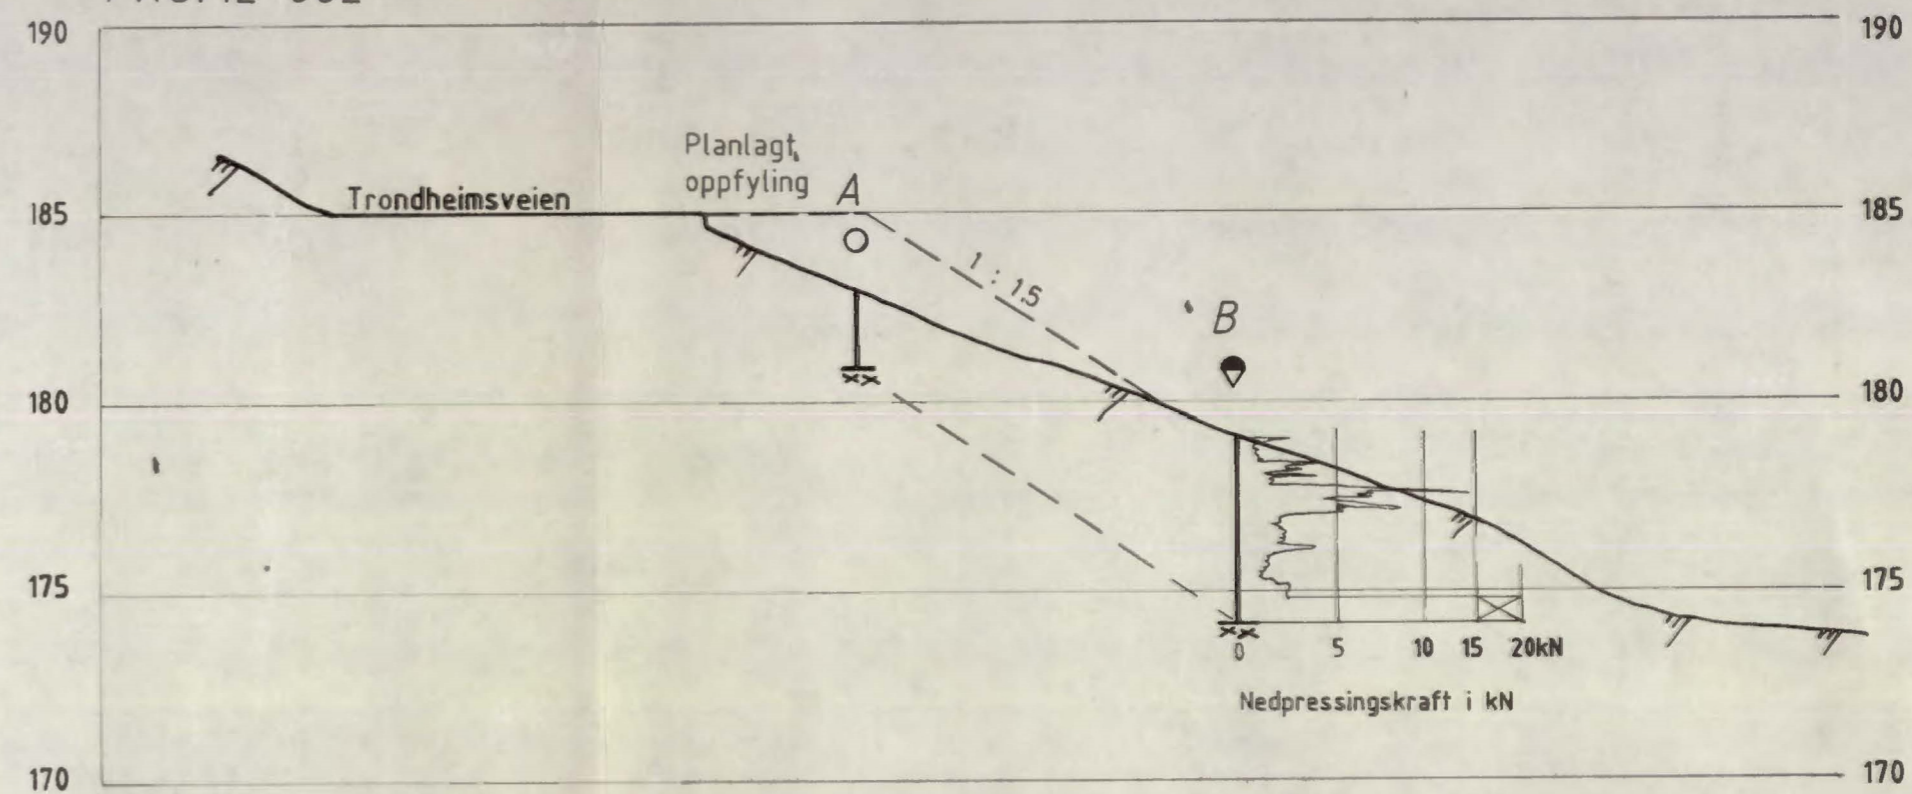 190
190
Planlagt
oppfyling
A
Trondheimsveien
185
185
1 : 1.5
B
180
180
175
175
0
5
10
15
20kN
Nedpressingskraft i kN
170
170